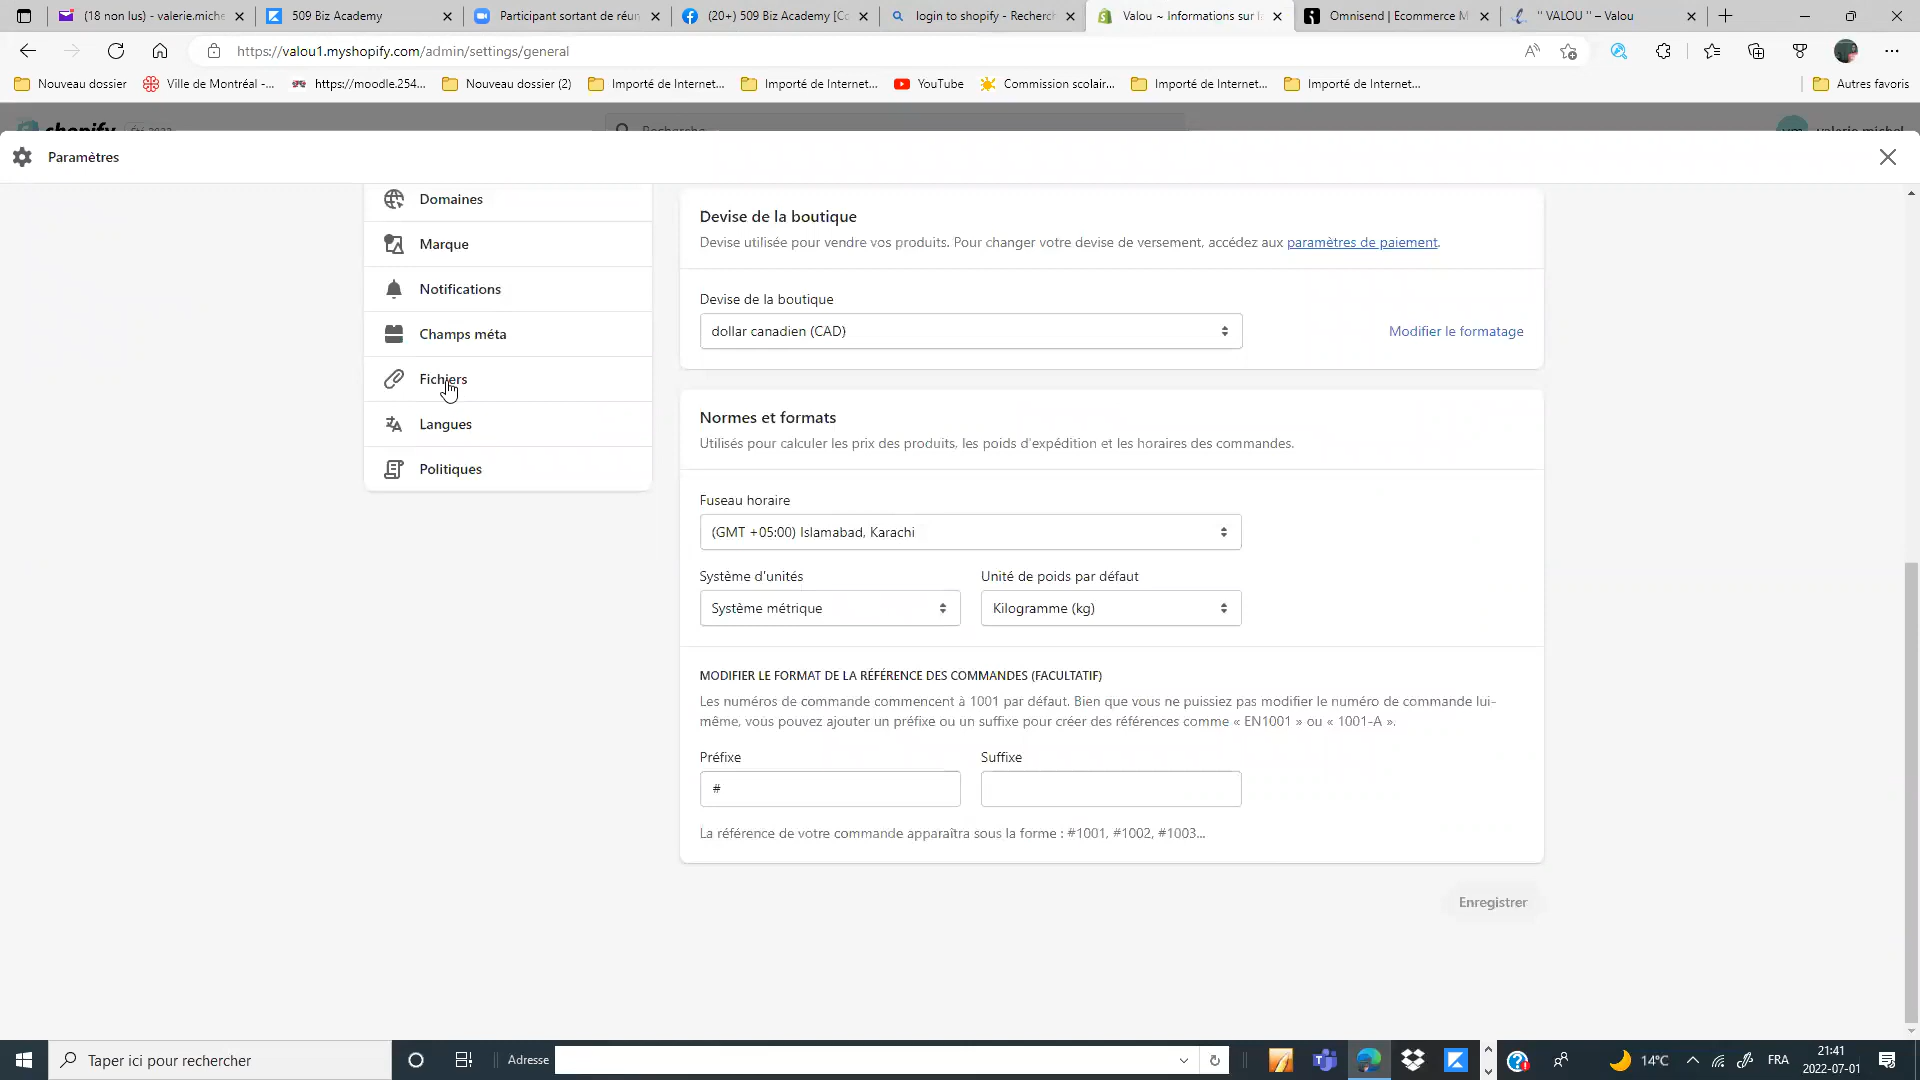 (18 non lus) - valerie.miche
509 Biz Academy
Participant sortant de réun
(20+) 509 Biz Academy [Co
login to shopify - Recherch
Valou ~ Informations sur l
Omnisend | Ecommerce M
" VALOU " – Valou
https://valou1.myshopify.com/admin/settings/general
Nouveau dossier
Ville de Montréal -...
https://moodle.254...
Nouveau dossier (2)
Importé de Internet...
Importé de Internet...
YouTube
Commission scolair...
Importé de Internet...
Importé de Internet...
Autres favoris
shopify
Recherche
valerie michel
Paramètres
Domaines
Marque
Notifications
Champs méta
Fichiers
Langues
Politiques
Devise de la boutique
Devise utilisée pour vendre vos produits. Pour changer votre devise de versement, accédez aux paramètres de paiement.
Devise de la boutique
dollar canadien (CAD)
Modifier le formatage
Normes et formats
Utilisés pour calculer les prix des produits, les poids d'expédition et les horaires des commandes.
Fuseau horaire
(GMT +05:00) Islamabad, Karachi
Système d'unités
Unité de poids par défaut
Système métrique
Kilogramme (kg)
MODIFIER LE FORMAT DE LA RÉFÉRENCE DES COMMANDES (FACULTATIF)
Les numéros de commande commencent à 1001 par défaut. Bien que vous ne puissiez pas modifier le numéro de commande lui-
même, vous pouvez ajouter un préfixe ou un suffixe pour créer des références comme « EN1001 » ou « 1001-A ».
Préfixe
Suffixe
#
La référence de votre commande apparaîtra sous la forme : #1001, #1002, #1003...
Enregistrer
Taper ici pour rechercher
Adresse
14°C
FRA
21:41
2022-07-01